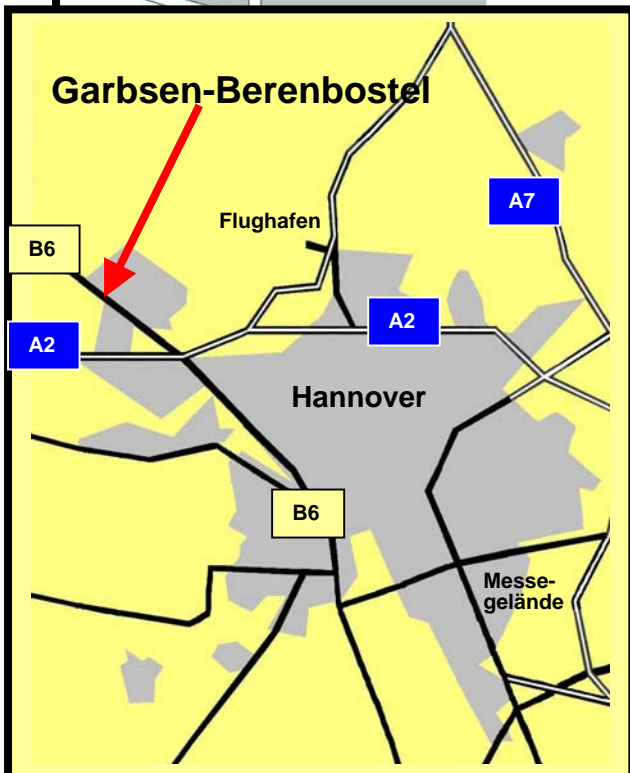 Garbsen-Berenbostel
A7
Flughafen
B6
A2
A2
Hannover
B6
Messe-
gelände